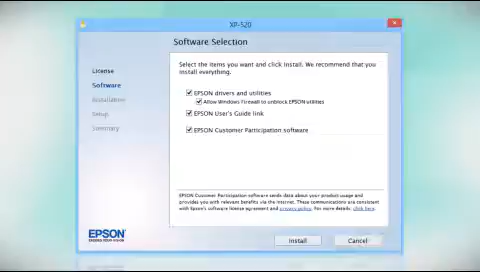 XP-520
Software Selection
Select the items you want and click Install. We recommend that you
install everything.
License
Software
Installation
Setup
Summary
EPSON drivers and utilities
Allow Windows Firewall to unblock EPSON utilities
EPSON User's Guide link
EPSON Customer Participation software
EPSON Customer Participation software sends data about your product usage and
provides you with relevant benefits via the Internet. These communications are consistent
with Epson's software license agreement and privacy policy. For more details, click here.
EPSON
EXCEED YOUR VISION
Install
Cancel